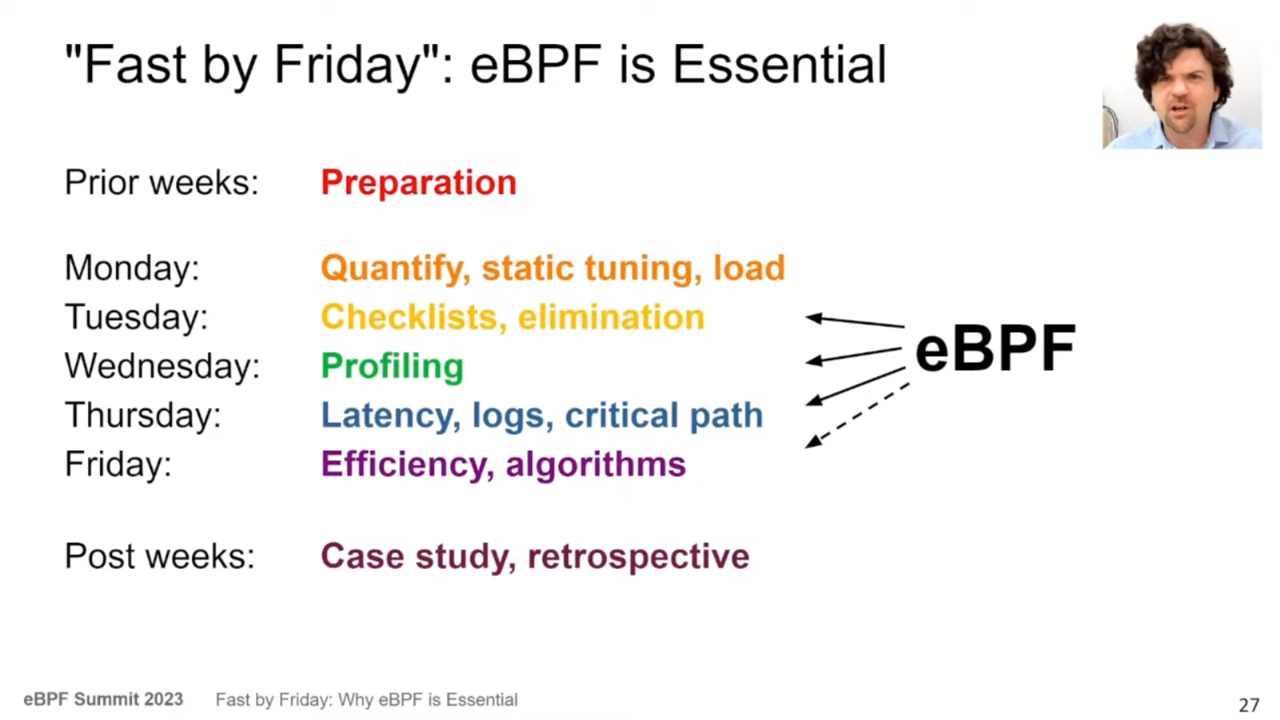 "Fast by Friday": eBPF is Essential
Prior weeks: Preparation
Monday: Quantify, static tuning, load
Tuesday: Checklists, elimination
Wednesday: Profiling
Thursday: Latency, logs, critical path
Friday: Efficiency, algorithms
eBPF
Post weeks: Case study, retrospective
eBPF Summit 2023 Fast by Friday: Why eBPF is Essential
27